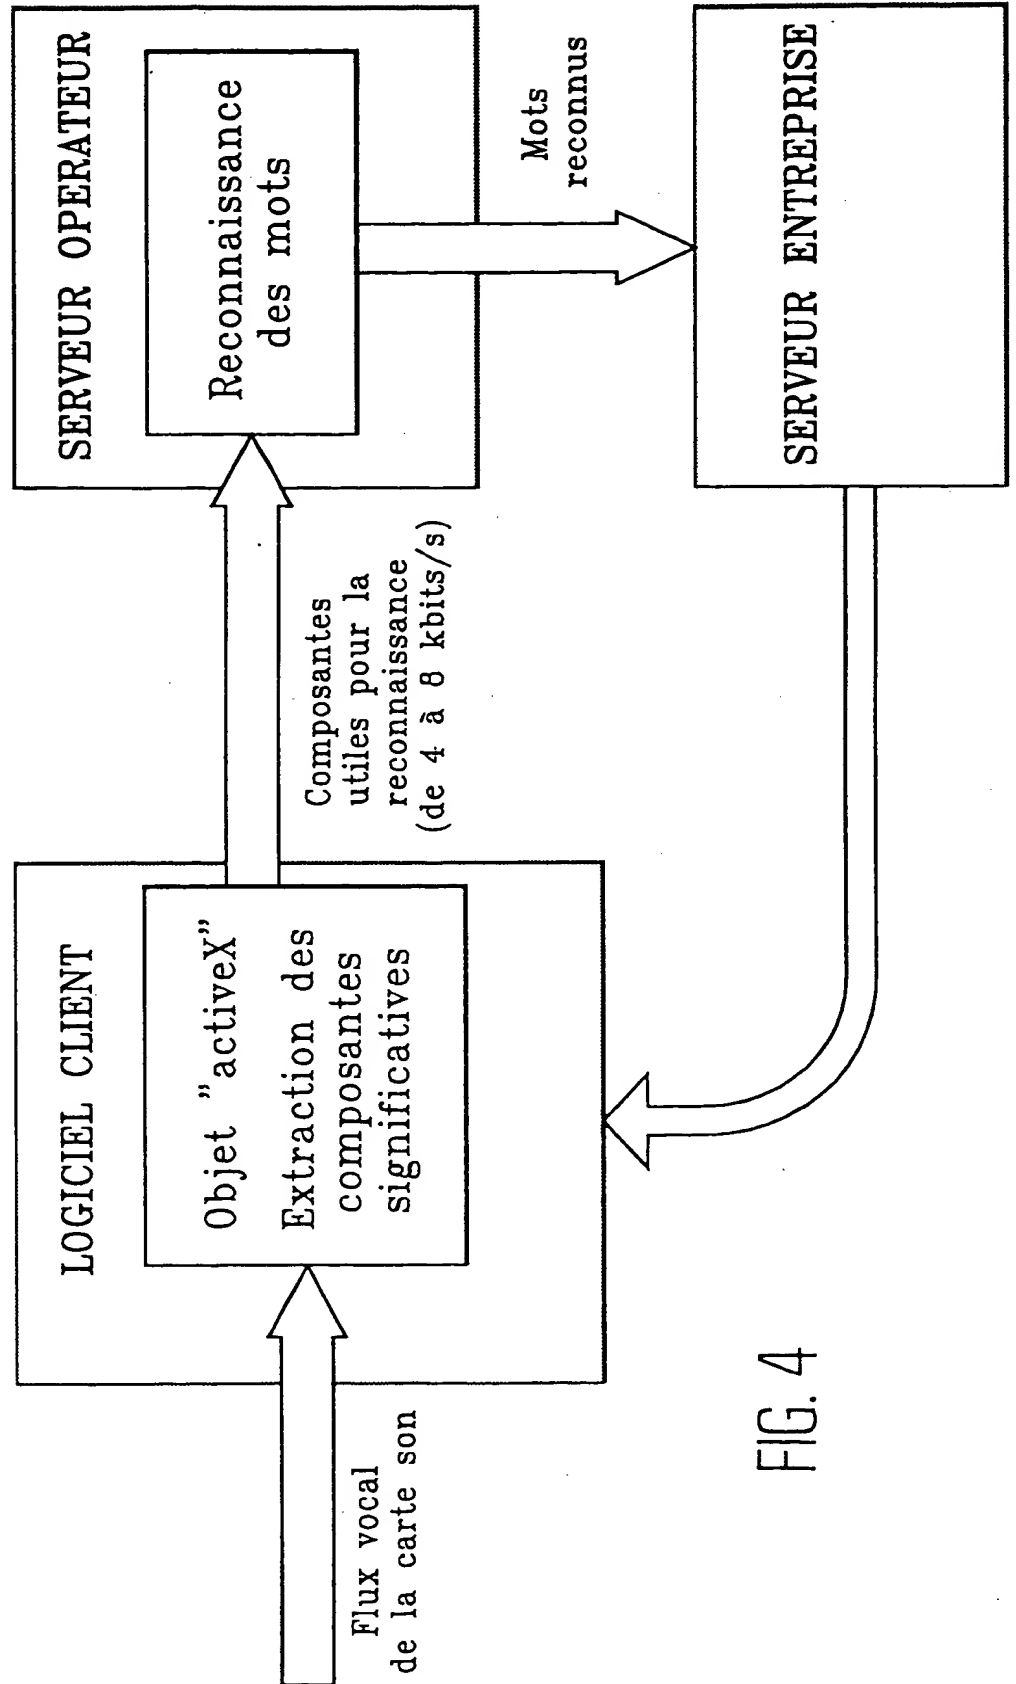 Flux vocal
de la carte son
LOGICIEL CLIENT
Objet "activeX"
Extraction des
composantes
significatives
Composantes
utiles pour la
reconnaissance
(de 4 à 8 kbits/s)
SERVEUR OPERATEUR
Reconnaissance
des mots
Mots
reconnus
SERVEUR ENTREPRISE
FIG. 4